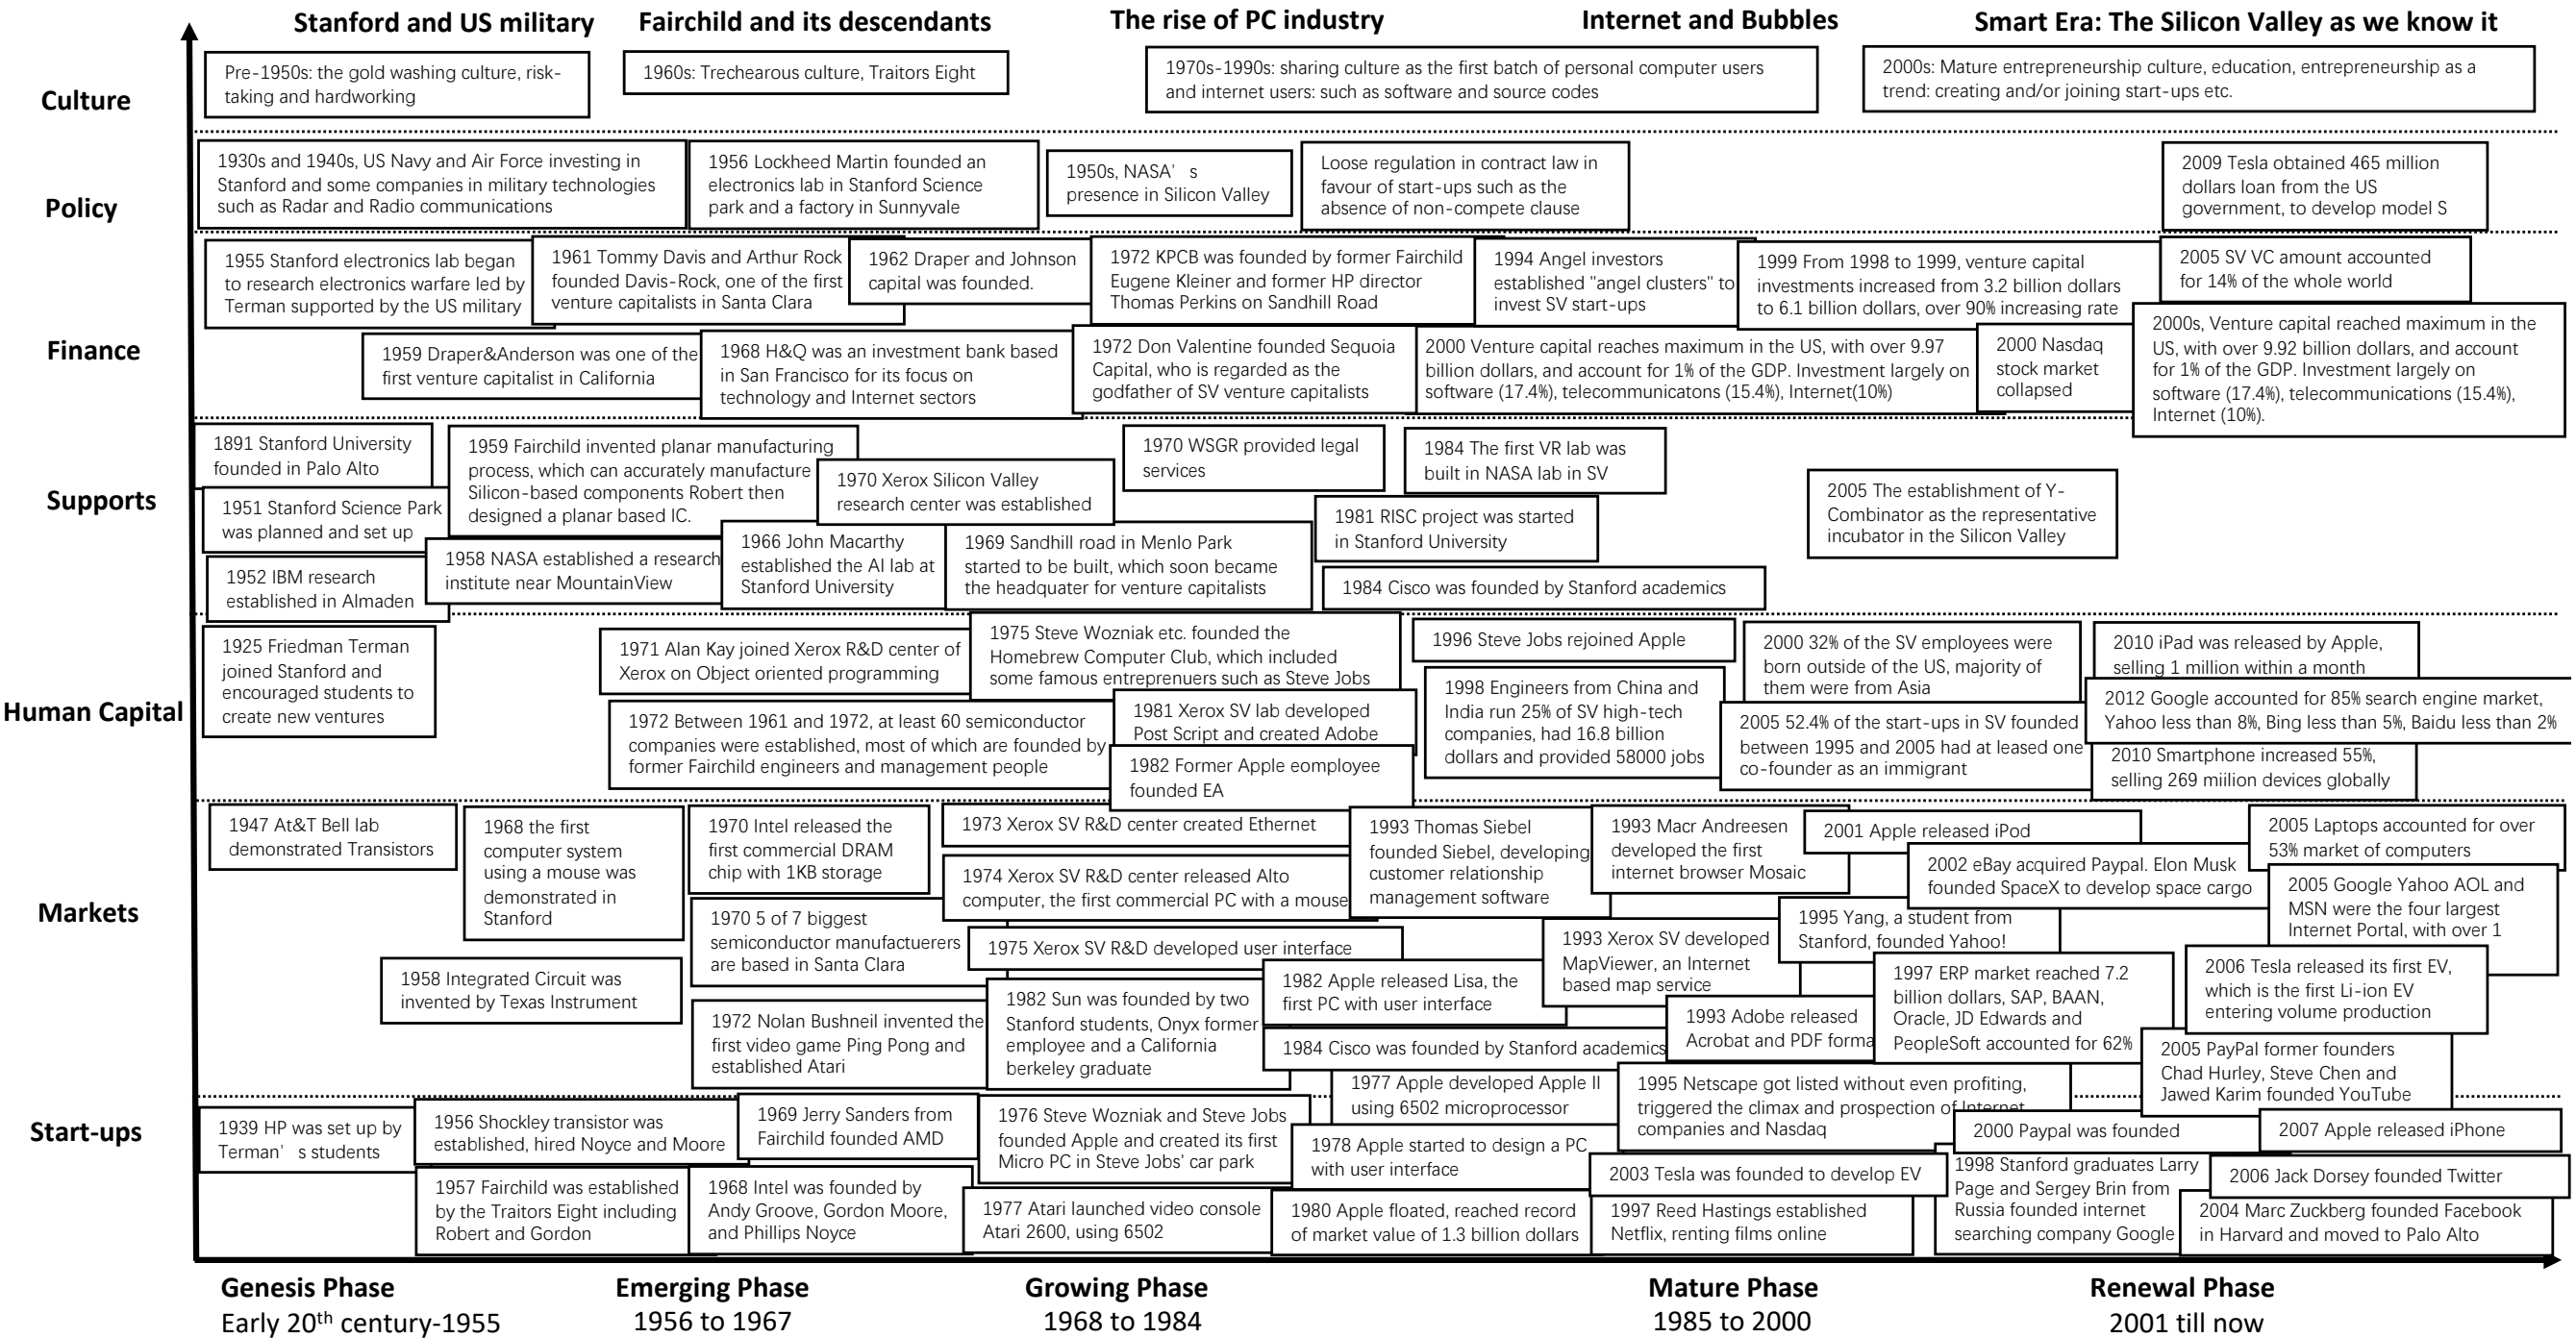 Stanford and US military
Fairchild and its descendants
The rise of PC industry
Internet and Bubbles
Smart Era: The Silicon Valley as we know it
Culture
Pre-1950s: the gold washing culture, risk-
taking and hardworking
1960s: Trechearous culture, Traitors Eight
1970s-1990s: sharing culture as the first batch of personal computer users
and internet users: such as software and source codes
2000s: Mature entrepreneurship culture, education, entrepreneurship as a
trend: creating and/or joining start-ups etc.
Policy
1930s and 1940s, US Navy and Air Force investing in
Stanford and some companies in military technologies
such as Radar and Radio communications
1956 Lockheed Martin founded an
electronics lab in Stanford Science
park and a factory in Sunnyvale
1950s, NASA' s
presence in Silicon Valley
Loose regulation in contract law in
favour of start-ups such as the
absence of non-compete clause
2009 Tesla obtained 465 million
dollars loan from the US
government, to develop model S
Finance
1955 Stanford electronics lab began
to research electronics warfare led by
Terman supported by the US military
1961 Tommy Davis and Arthur Rock
founded Davis-Rock, one of the first
venture capitalists in Santa Clara
1962 Draper and Johnson
capital was founded.
1972 KPCB was founded by former Fairchild
Eugene Kleiner and former HP director
Thomas Perkins on Sandhill Road
1994 Angel investors
established "angel clusters" to
invest SV start-ups
1999 From 1998 to 1999, venture capital
investments increased from 3.2 billion dollars
to 6.1 billion dollars, over 90% increasing rate
2005 SV VC amount accounted
for 14% of the whole world
1959 Draper&Anderson was one of the
first venture capitalist in California
1968 H&Q was an investment bank based
in San Francisco for its focus on
technology and Internet sectors
1972 Don Valentine founded Sequoia
Capital, who is regarded as the
godfather of SV venture capitalists
2000 Venture capital reaches maximum in the US, with over 9.97
billion dollars, and account for 1% of the GDP. Investment largely on
software (17.4%), telecommunicatons (15.4%), Internet(10%)
2000 Nasdaq
stock market
collapsed
2000s, Venture capital reached maximum in the
US, with over 9.92 billion dollars, and account
for 1% of the GDP. Investment largely on
software (17.4%), telecommunications (15.4%),
Internet (10%).
Supports
1891 Stanford University
founded in Palo Alto
1951 Stanford Science Park
was planned and set up
1952 IBM research
established in Almaden
1959 Fairchild invented planar manufacturing
process, which can accurately manufacture
Silicon-based components Robert then
designed a planar based IC.
1958 NASA established a research
institute near MountainView
1970 Xerox Silicon Valley
research center was established
1966 John Macarthy
established the AI lab at
Stanford University
1969 Sandhill road in Menlo Park
started to be built, which soon became
the headquater for venture capitalists
1970 WSGR provided legal
services
1984 The first VR lab was
built in NASA lab in SV
1981 RISC project was started
in Stanford University
1984 Cisco was founded by Stanford academics
2005 The establishment of Y-
Combinator as the representative
incubator in the Silicon Valley
Human Capital
1925 Friedman Terman
joined Stanford and
encouraged students to
create new ventures
1971 Alan Kay joined Xerox R&D center of
Xerox on Object oriented programming
1972 Between 1961 and 1972, at least 60 semiconductor
companies were established, most of which are founded by
former Fairchild engineers and management people
1975 Steve Wozniak etc. founded the
Homebrew Computer Club, which included
some famous entreprenuers such as Steve Jobs
1981 Xerox SV lab developed
Post Script and created Adobe
1982 Former Apple eomployee
founded EA
1996 Steve Jobs rejoined Apple
1998 Engineers from China and
India run 25% of SV high-tech
companies, had 16.8 billion
dollars and provided 58000 jobs
2000 32% of the SV employees were
born outside of the US, majority of
them were from Asia
2005 52.4% of the start-ups in SV founded
between 1995 and 2005 had at leased one
co-founder as an immigrant
2010 iPad was released by Apple,
selling 1 million within a month
2012 Google accounted for 85% search engine market,
Yahoo less than 8%, Bing less than 5%, Baidu less than 2%
2010 Smartphone increased 55%,
selling 269 miilion devices globally
Markets
1947 At&T Bell lab
demonstrated Transistors
1968 the first
computer system
using a mouse was
demonstrated in
Stanford
1958 Integrated Circuit was
invented by Texas Instrument
1970 Intel released the
first commercial DRAM
chip with 1KB storage
1970 5 of 7 biggest
semiconductor manufactuerers
are based in Santa Clara
1972 Nolan Bushneil invented the
first video game Ping Pong and
established Atari
1973 Xerox SV R&D center created Ethernet
1974 Xerox SV R&D center released Alto
computer, the first commercial PC with a mouse
1975 Xerox SV R&D developed user interface
1982 Sun was founded by two
Stanford students, Onyx former
employee and a California
berkeley graduate
1982 Apple released Lisa, the
first PC with user interface
1984 Cisco was founded by Stanford academics
1977 Apple developed Apple II
using 6502 microprocessor
1993 Thomas Siebel
founded Siebel, developing
customer relationship
management software
1993 Macr Andreesen
developed the first
internet browser Mosaic
1993 Xerox SV developed
MapViewer, an Internet
based map service
1993 Adobe released
Acrobat and PDF forma
2001 Apple released iPod
2002 eBay acquired Paypal. Elon Musk
founded SpaceX to develop space cargo
1995 Yang, a student from
Stanford, founded Yahoo!
1997 ERP market reached 7.2
billion dollars, SAP, BAAN,
Oracle, JD Edwards and
PeopleSoft accounted for 62%
2005 Laptops accounted for over
53% market of computers
2005 Google Yahoo AOL and
MSN were the four largest
Internet Portal, with over 1
2006 Tesla released its first EV,
which is the first Li-ion EV
entering volume production
2005 PayPal former founders
Chad Hurley, Steve Chen and
Jawed Karim founded YouTube
Start-ups
1939 HP was set up by
Terman' s students
1956 Shockley transistor was
established, hired Noyce and Moore
1957 Fairchild was established
by the Traitors Eight including
Robert and Gordon
1969 Jerry Sanders from
Fairchild founded AMD
1968 Intel was founded by
Andy Groove, Gordon Moore,
and Phillips Noyce
1976 Steve Wozniak and Steve Jobs
founded Apple and created its first
Micro PC in Steve Jobs' car park
1977 Atari launched video console
Atari 2600, using 6502
1978 Apple started to design a PC
with user interface
1980 Apple floated, reached record
of market value of 1.3 billion dollars
1995 Netscape got listed without even profiting,
triggered the climax and prospection of Internet
companies and Nasdaq
2003 Tesla was founded to develop EV
1997 Reed Hastings established
Netflix, renting films online
2000 Paypal was founded
1998 Stanford graduates Larry
Page and Sergey Brin from
Russia founded internet
searching company Google
2007 Apple released iPhone
2006 Jack Dorsey founded Twitter
2004 Marc Zuckberg founded Facebook
in Harvard and moved to Palo Alto
Genesis Phase
Early 20th century-1955
Emerging Phase
1956 to 1967
Growing Phase
1968 to 1984
Mature Phase
1985 to 2000
Renewal Phase
2001 till now